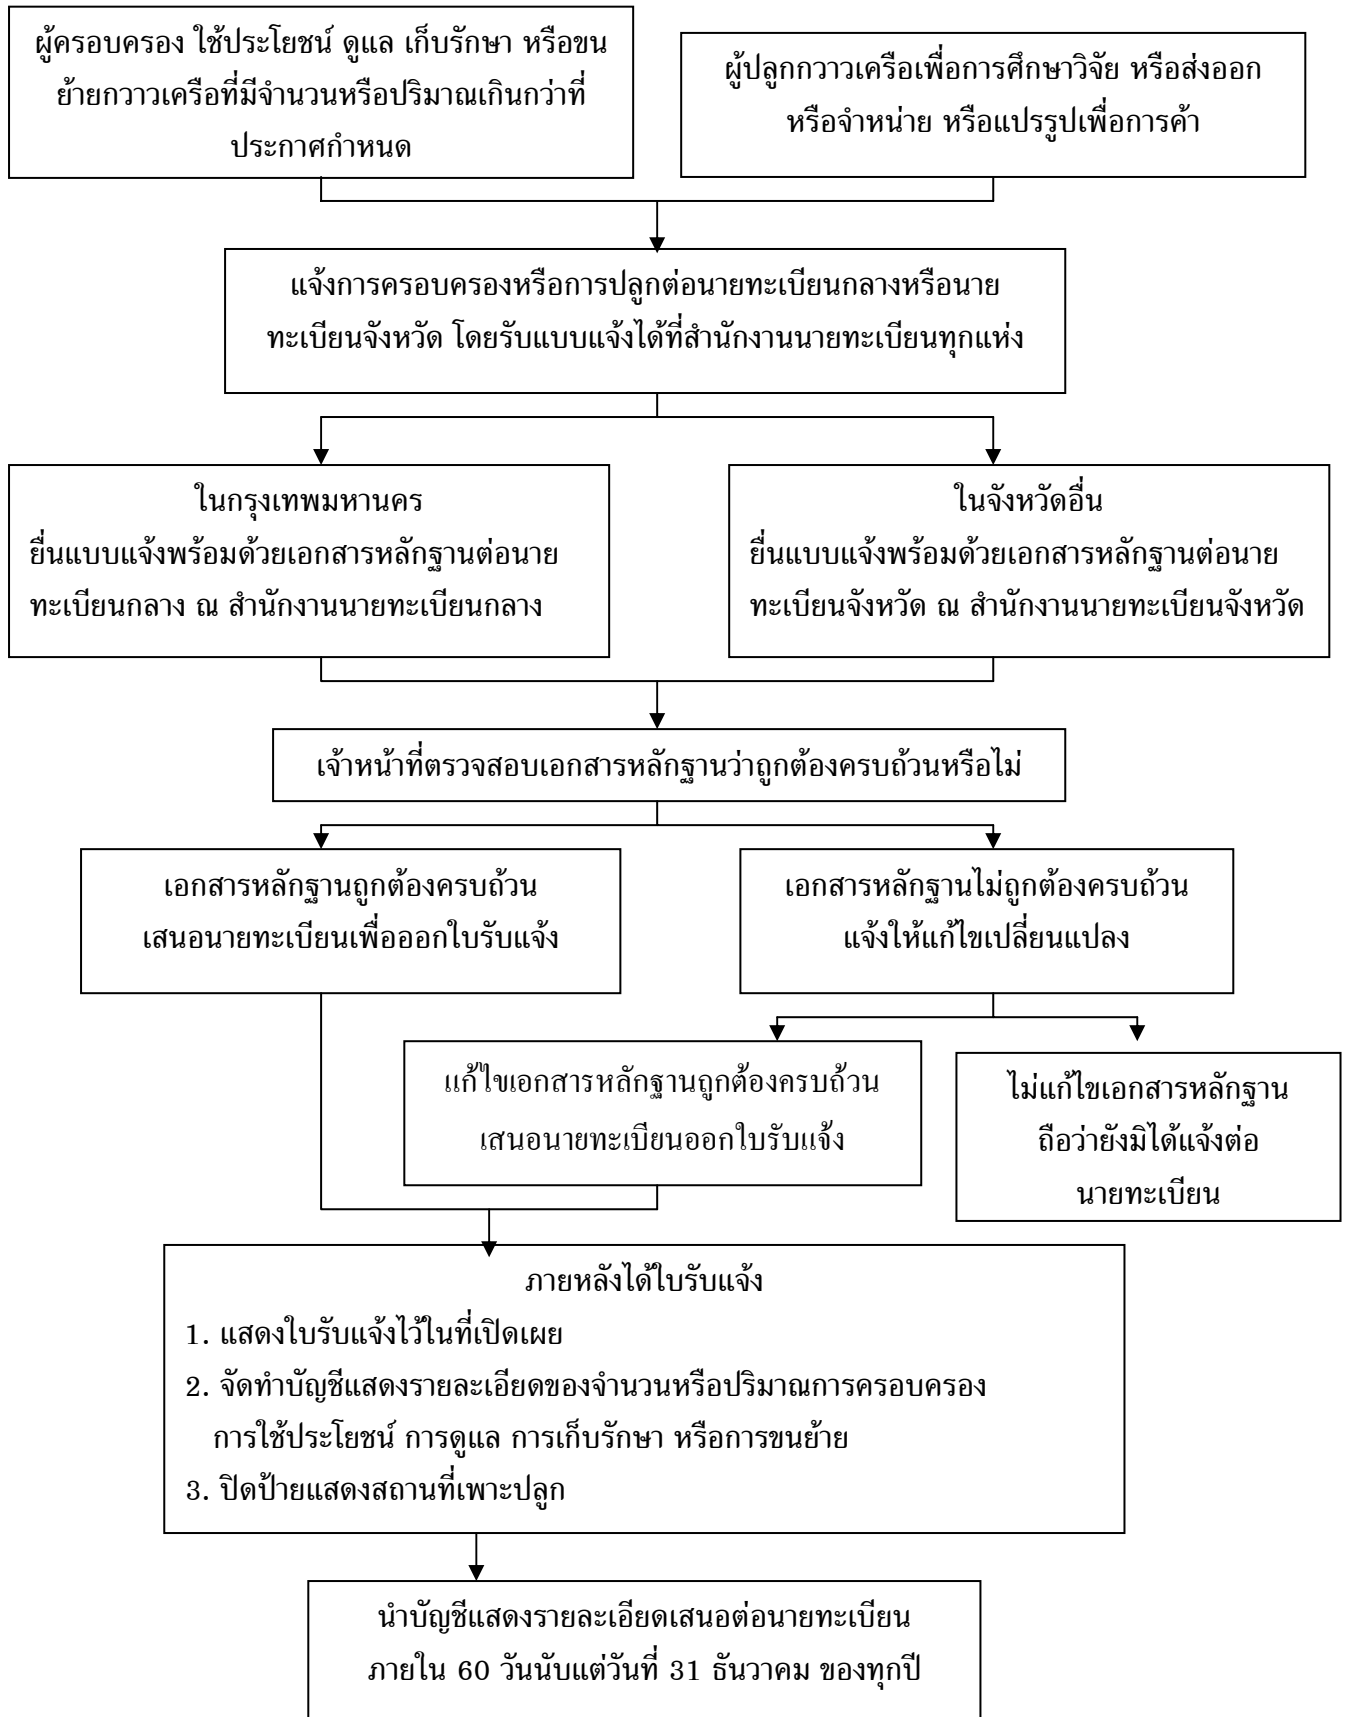 ผู้ครอบครอง ใช้ประโยชน์ ดูแล เก็บรักษา หรือขน
ย้ายกวาวเครือที่มีจำนวนหรือปริมาณเกินกว่าที่
ประกาศกำหนด
ผู้ปลูกกวาวเครือเพื่อการศึกษาวิจัย หรือส่งออก
หรือจำหน่าย หรือแปรรูปเพื่อการค้า
แจ้งการครอบครองหรือการปลูกต่อนายทะเบียนกลางหรือนาย
ทะเบียนจังหวัด โดยรับแบบแจ้งได้ที่สำนักงานนายทะเบียนทุกแห่ง
ในกรุงเทพมหานคร
ยื่นแบบแจ้งพร้อมด้วยเอกสารหลักฐานต่อนาย
ทะเบียนกลาง ณ สำนักงานนายทะเบียนกลาง
ในจังหวัดอื่น
ยื่นแบบแจ้งพร้อมด้วยเอกสารหลักฐานต่อนาย
ทะเบียนจังหวัด ณ สำนักงานนายทะเบียนจังหวัด
เจ้าหน้าที่ตรวจสอบเอกสารหลักฐานว่าถูกต้องครบถ้วนหรือไม่
เอกสารหลักฐานถูกต้องครบถ้วน
เสนอนายทะเบียนเพื่อออกใบรับแจ้ง
เอกสารหลักฐานไม่ถูกต้องครบถ้วน
แจ้งให้แก้ไขเปลี่ยนแปลง
แก้ไขเอกสารหลักฐานถูกต้องครบถ้วน
เสนอนายทะเบียนออกใบรับแจ้ง
ไม่แก้ไขเอกสารหลักฐาน
ถือว่ายังมิได้แจ้งต่อ
นายทะเบียน
ภายหลังได้ใบรับแจ้ง
1. แสดงใบรับแจ้งไว้ในที่เปิดเผย
2. จัดทำบัญชีแสดงรายละเอียดของจำนวนหรือปริมาณการครอบครอง
การใช้ประโยชน์ การดูแล การเก็บรักษา หรือการขนย้าย
3. ปิดป้ายแสดงสถานที่เพาะปลูก
นำบัญชีแสดงรายละเอียดเสนอต่อนายทะเบียน
ภายใน 60 วันนับแต่วันที่ 31 ธันวาคม ของทุกปี